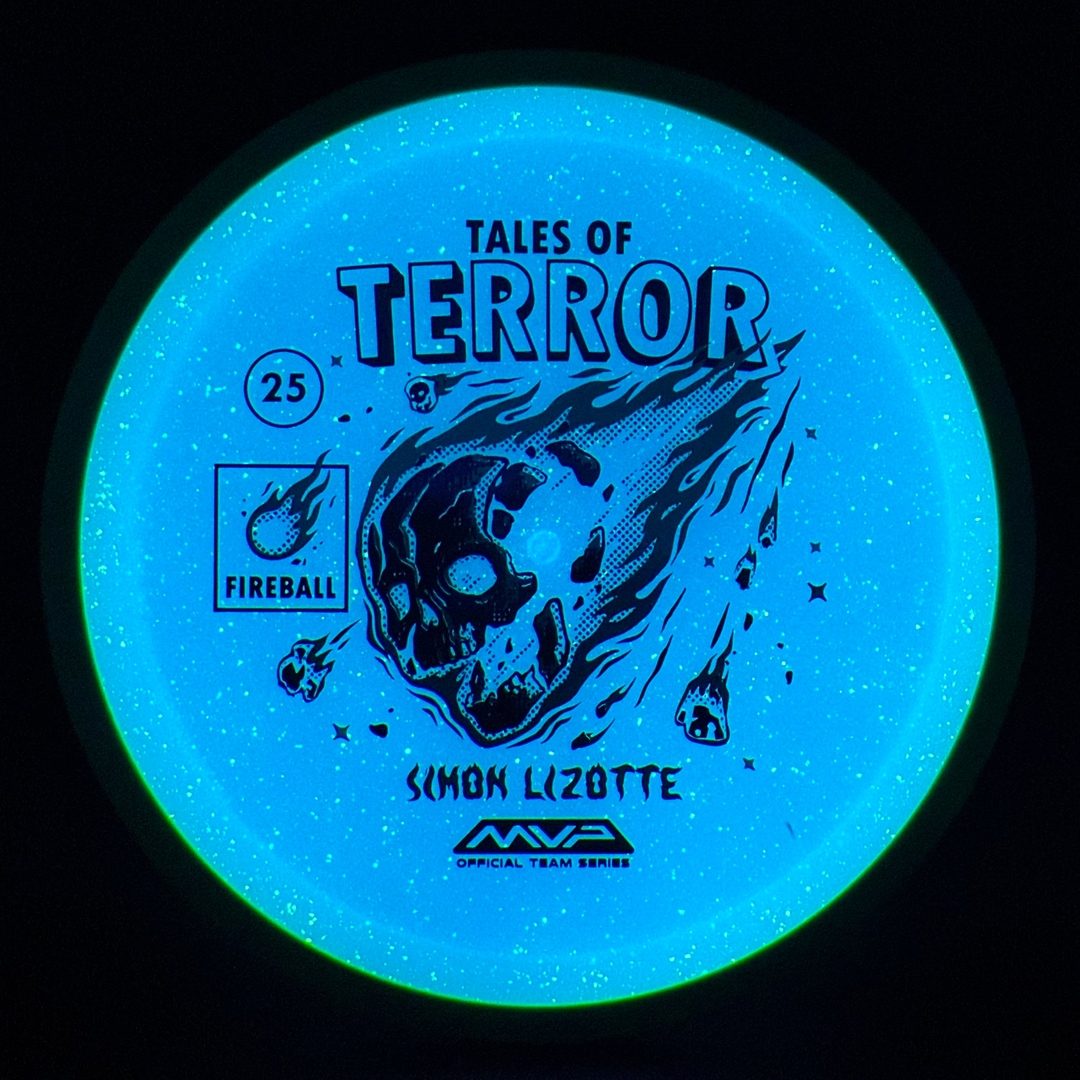 TALES OF
TERROR
25
FIREBALL
SIMON LIZOTTE
MVP
OFFICIAL TEAM SERIES